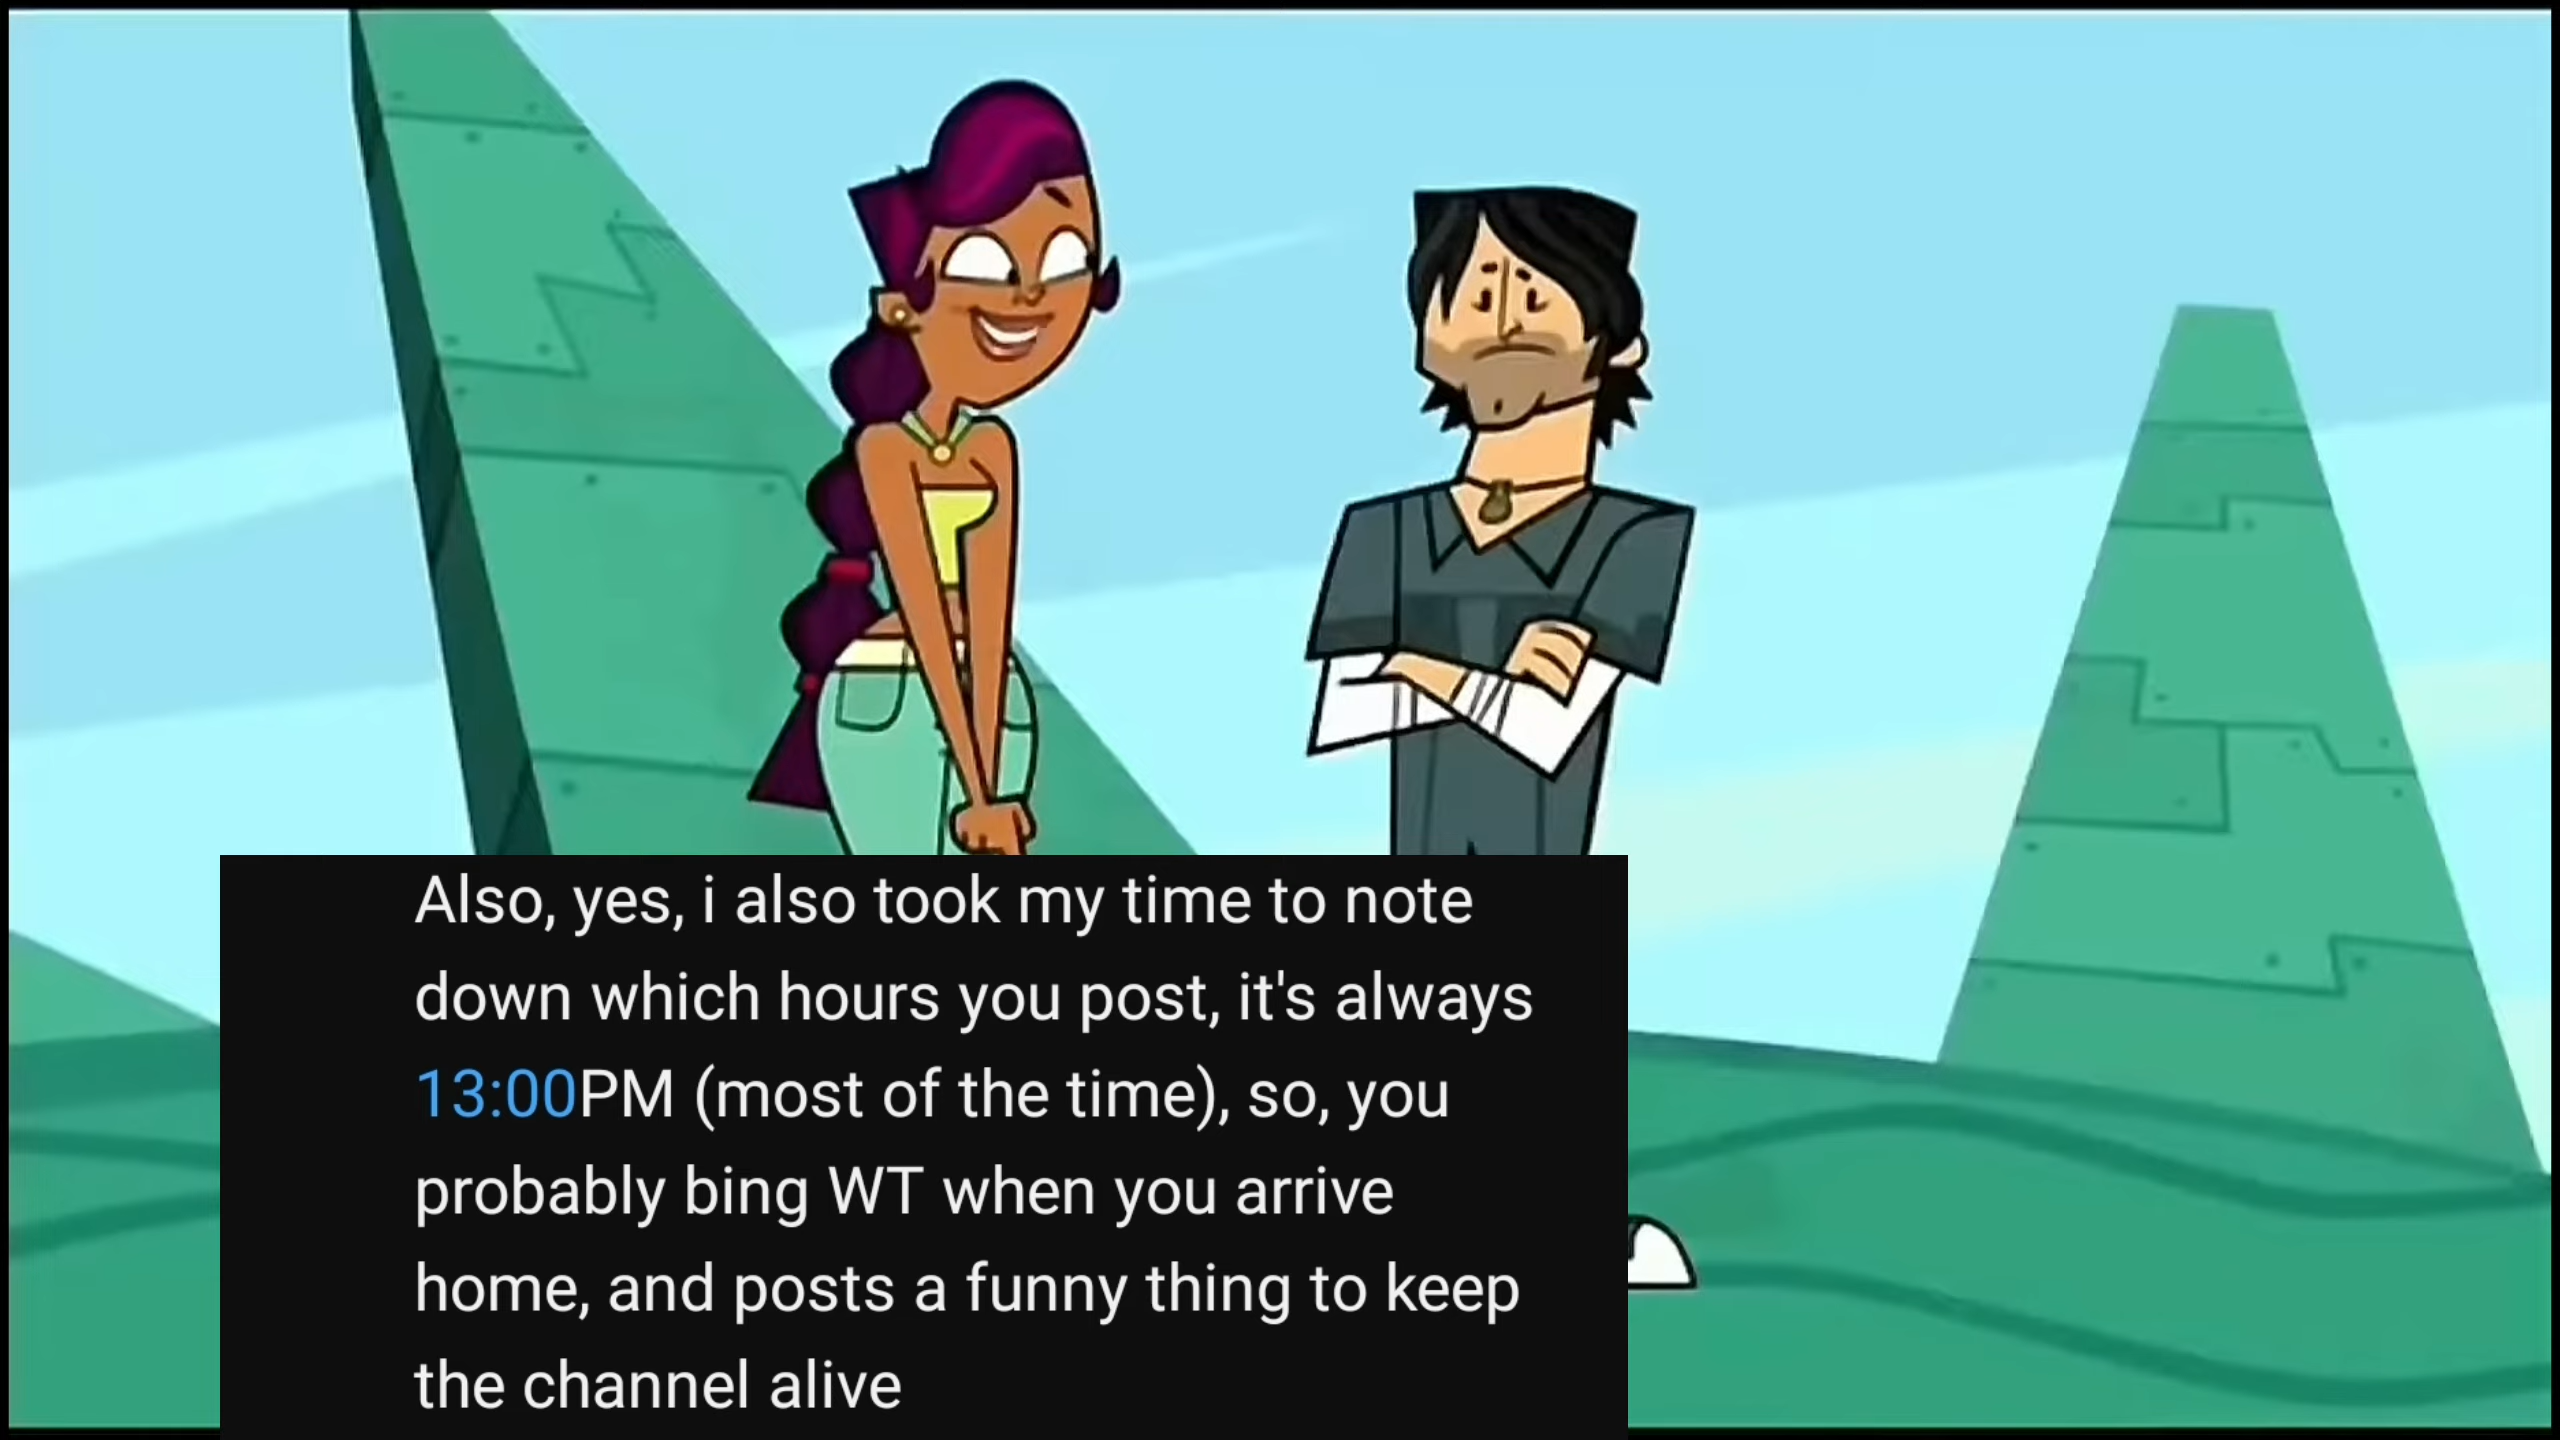 Also, yes, i also took my time to note
down which hours you post, it's always
13:00PM (most of the time), so, you
probably bing WT when you arrive
home, and posts a funny thing to keep
the channel alive